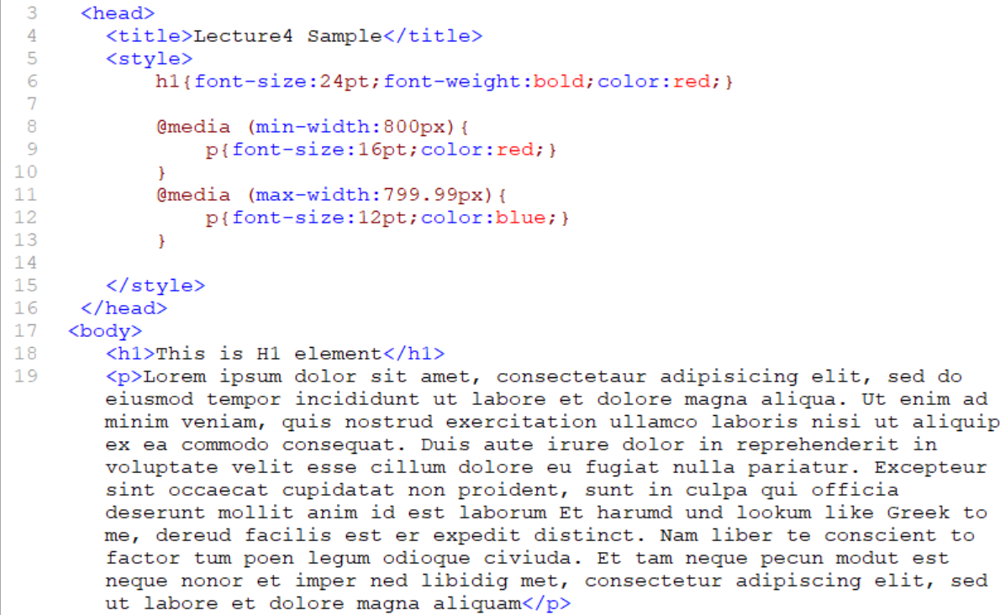 3 <head>
4 <title>Lecture4 Sample</title>
5 <style>
6 h1{font-size:24pt;font-weight:bold;color:red;}
7
8 @media (min-width:800px){
9 p{font-size:16pt;color:red;}
10 }
11 @media (max-width:799.99px){
12 p{font-size:12pt;color:blue;}
13 }
14
15 </style>
16 </head>
17 <body>
18 <h1>This is H1 element</h1>
19 <p>Lorem ipsum dolor sit amet, consectetaur adipisicing elit, sed do
eiusmod tempor incididunt ut labore et dolore magna aliqua. Ut enim ad
minim veniam, quis nostrud exercitation ullamco laboris nisi ut aliquip
ex ea commodo consequat. Duis aute irure dolor in reprehenderit in
voluptate velit esse cillum dolore eu fugiat nulla pariatur. Excepteur
sint occaecat cupidatat non proident, sunt in culpa qui officia
deserunt mollit anim id est laborum Et harumd und lookum like Greek to
me, dereud facilis est er expedit distinct. Nam liber te conscient to
factor tum poen legum odioque civiuda. Et tam neque pecun modut est
neque nonor et imper ned libidig met, consectetur adipiscing elit, sed
ut labore et dolore magna aliquam</p>